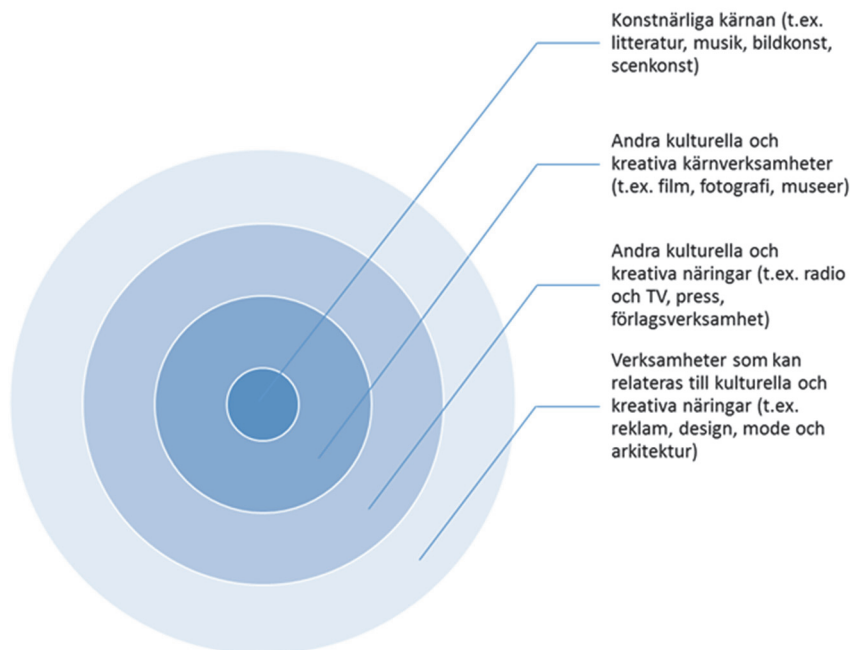 Konstnärliga kärnan (t.ex.
litteratur, musik, bildkonst,
scenkonst)
Andra kulturella och
kreativa kärnverksamheter
(t.ex. film, fotografi, museer)
Andra kulturella och
kreativa näringar (t.ex. radio
och TV, press,
förlagsverksamhet)
Verksamheter som kan
relateras till kulturella och
kreativa näringar (t.ex.
reklam, design, mode och
arkitektur)